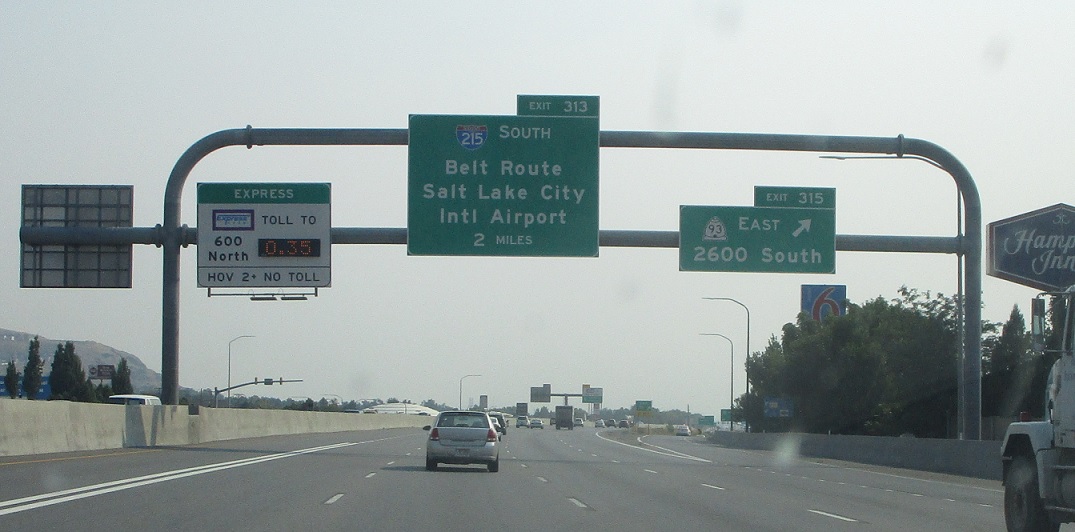 EXPRESS
EXPRESS
TOLL TO
600
North
0.35
HOV 2+ NO TOLL
EXIT 313
215
SOUTH
Belt Route
Salt Lake City
Intl Airport
2 MILES
EXIT 315
93
EAST
2600 South
6
Hamp
Inn